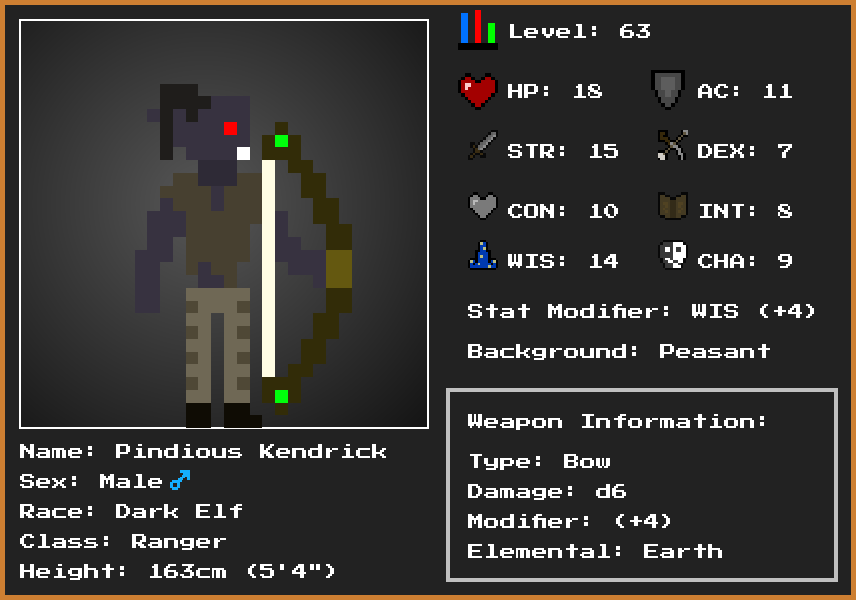 Level: 63
HP: 18
AC: 11
STR: 15
DEX: 7
CON: 10
INT: 8
WIS: 14
CHA: 9
Stat Modifier: WIS (+4)
Background: Peasant
Name: Pindious Kendrick
Sex: Male ♂
Race: Dark Elf
Class: Ranger
Height: 163cm (5'4")
Weapon Information:
Type: Bow
Damage: d6
Modifier: (+4)
Elemental: Earth